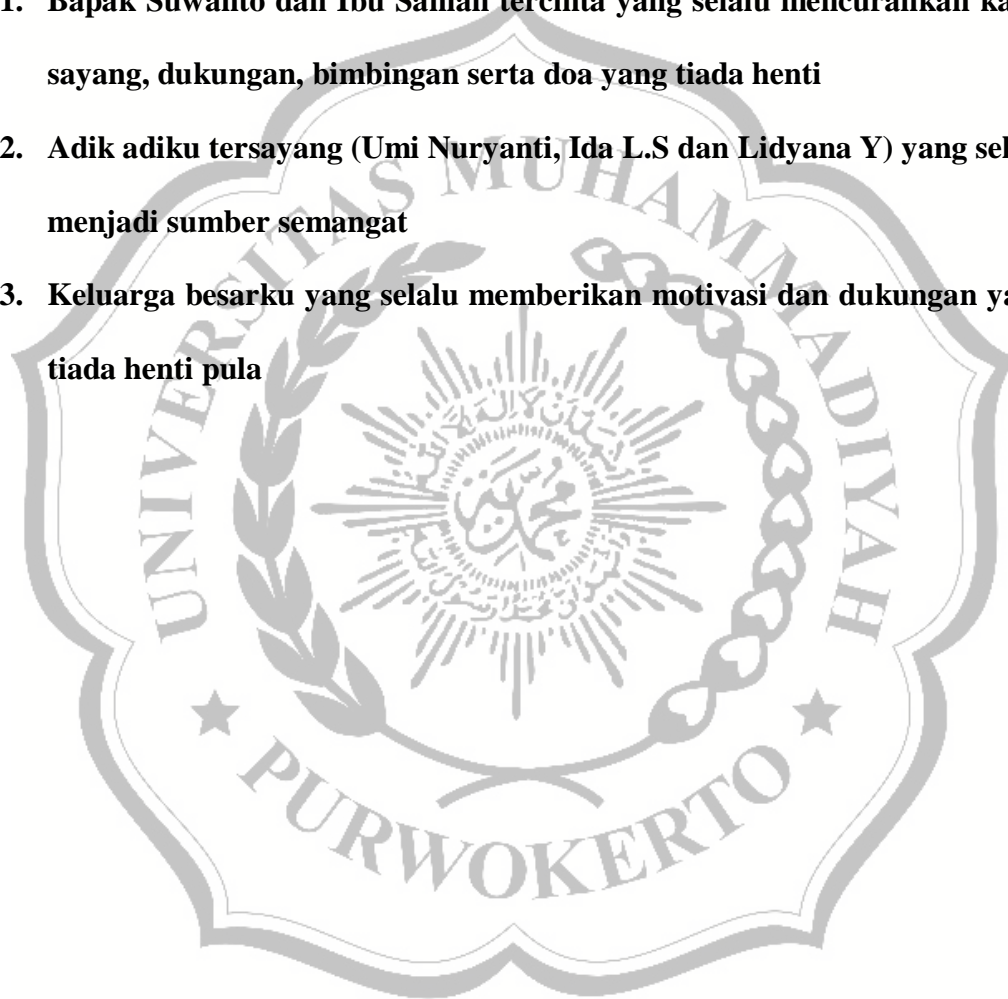 1. Bapak dan Ibu tercinta yang selalu mencurahkan ka
sayang, dukungan, bimbingan serta doa yang tiada henti
2. Adik adiku tersayang (Umi Nuryanti, Ida L.S dan Lidyana Y) yang sel
menjadi sumber semangat
3. Keluarga besarku yang selalu memberikan motivasi dan dukungan ya
tiada henti pula
UNIVERSITAS MUHAMMADIYAH
PURWOKERTO